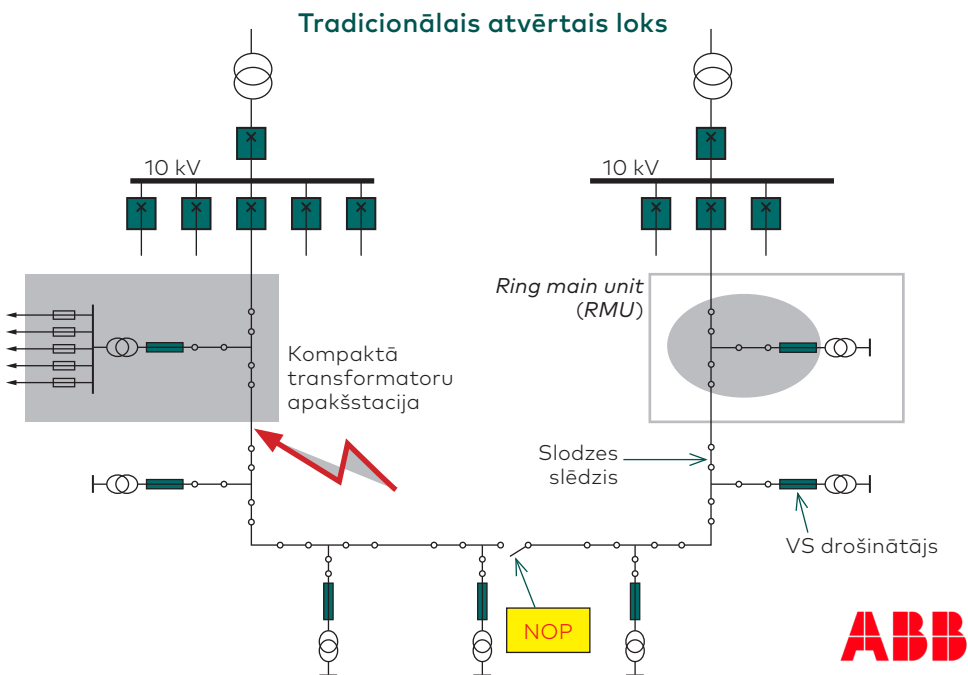 Tradicionālais atvērtais loks
10 kV
10 kV
Ring main unit
(RMU)
Kompaktā
transformatoru
apakšstacija
Slodzes
slēdzis
VS drošinātājs
NOP
ABB